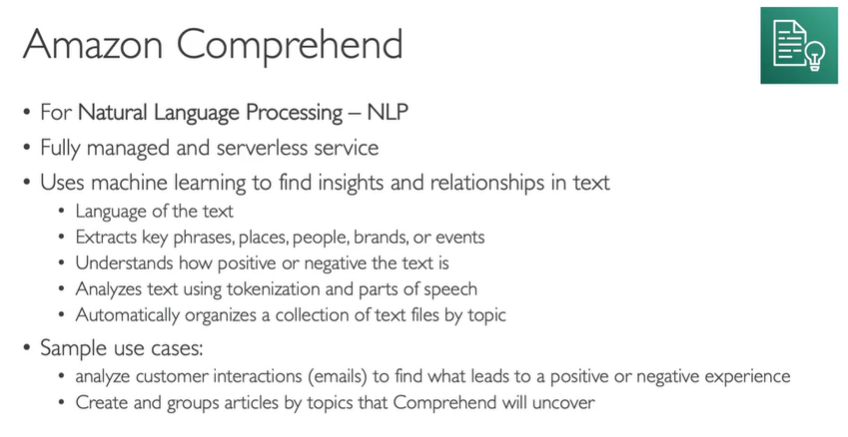 Amazon Comprehend
• For Natural Language Processing – NLP
• Fully managed and serverless service
• Uses machine learning to find insights and relationships in text
• Language of the text
• Extracts key phrases, places, people, brands, or events
• Understands how positive or negative the text is
• Analyzes text using tokenization and parts of speech
• Automatically organizes a collection of text files by topic
• Sample use cases:
• analyze customer interactions (emails) to find what leads to a positive or negative experience
• Create and groups articles by topics that Comprehend will uncover